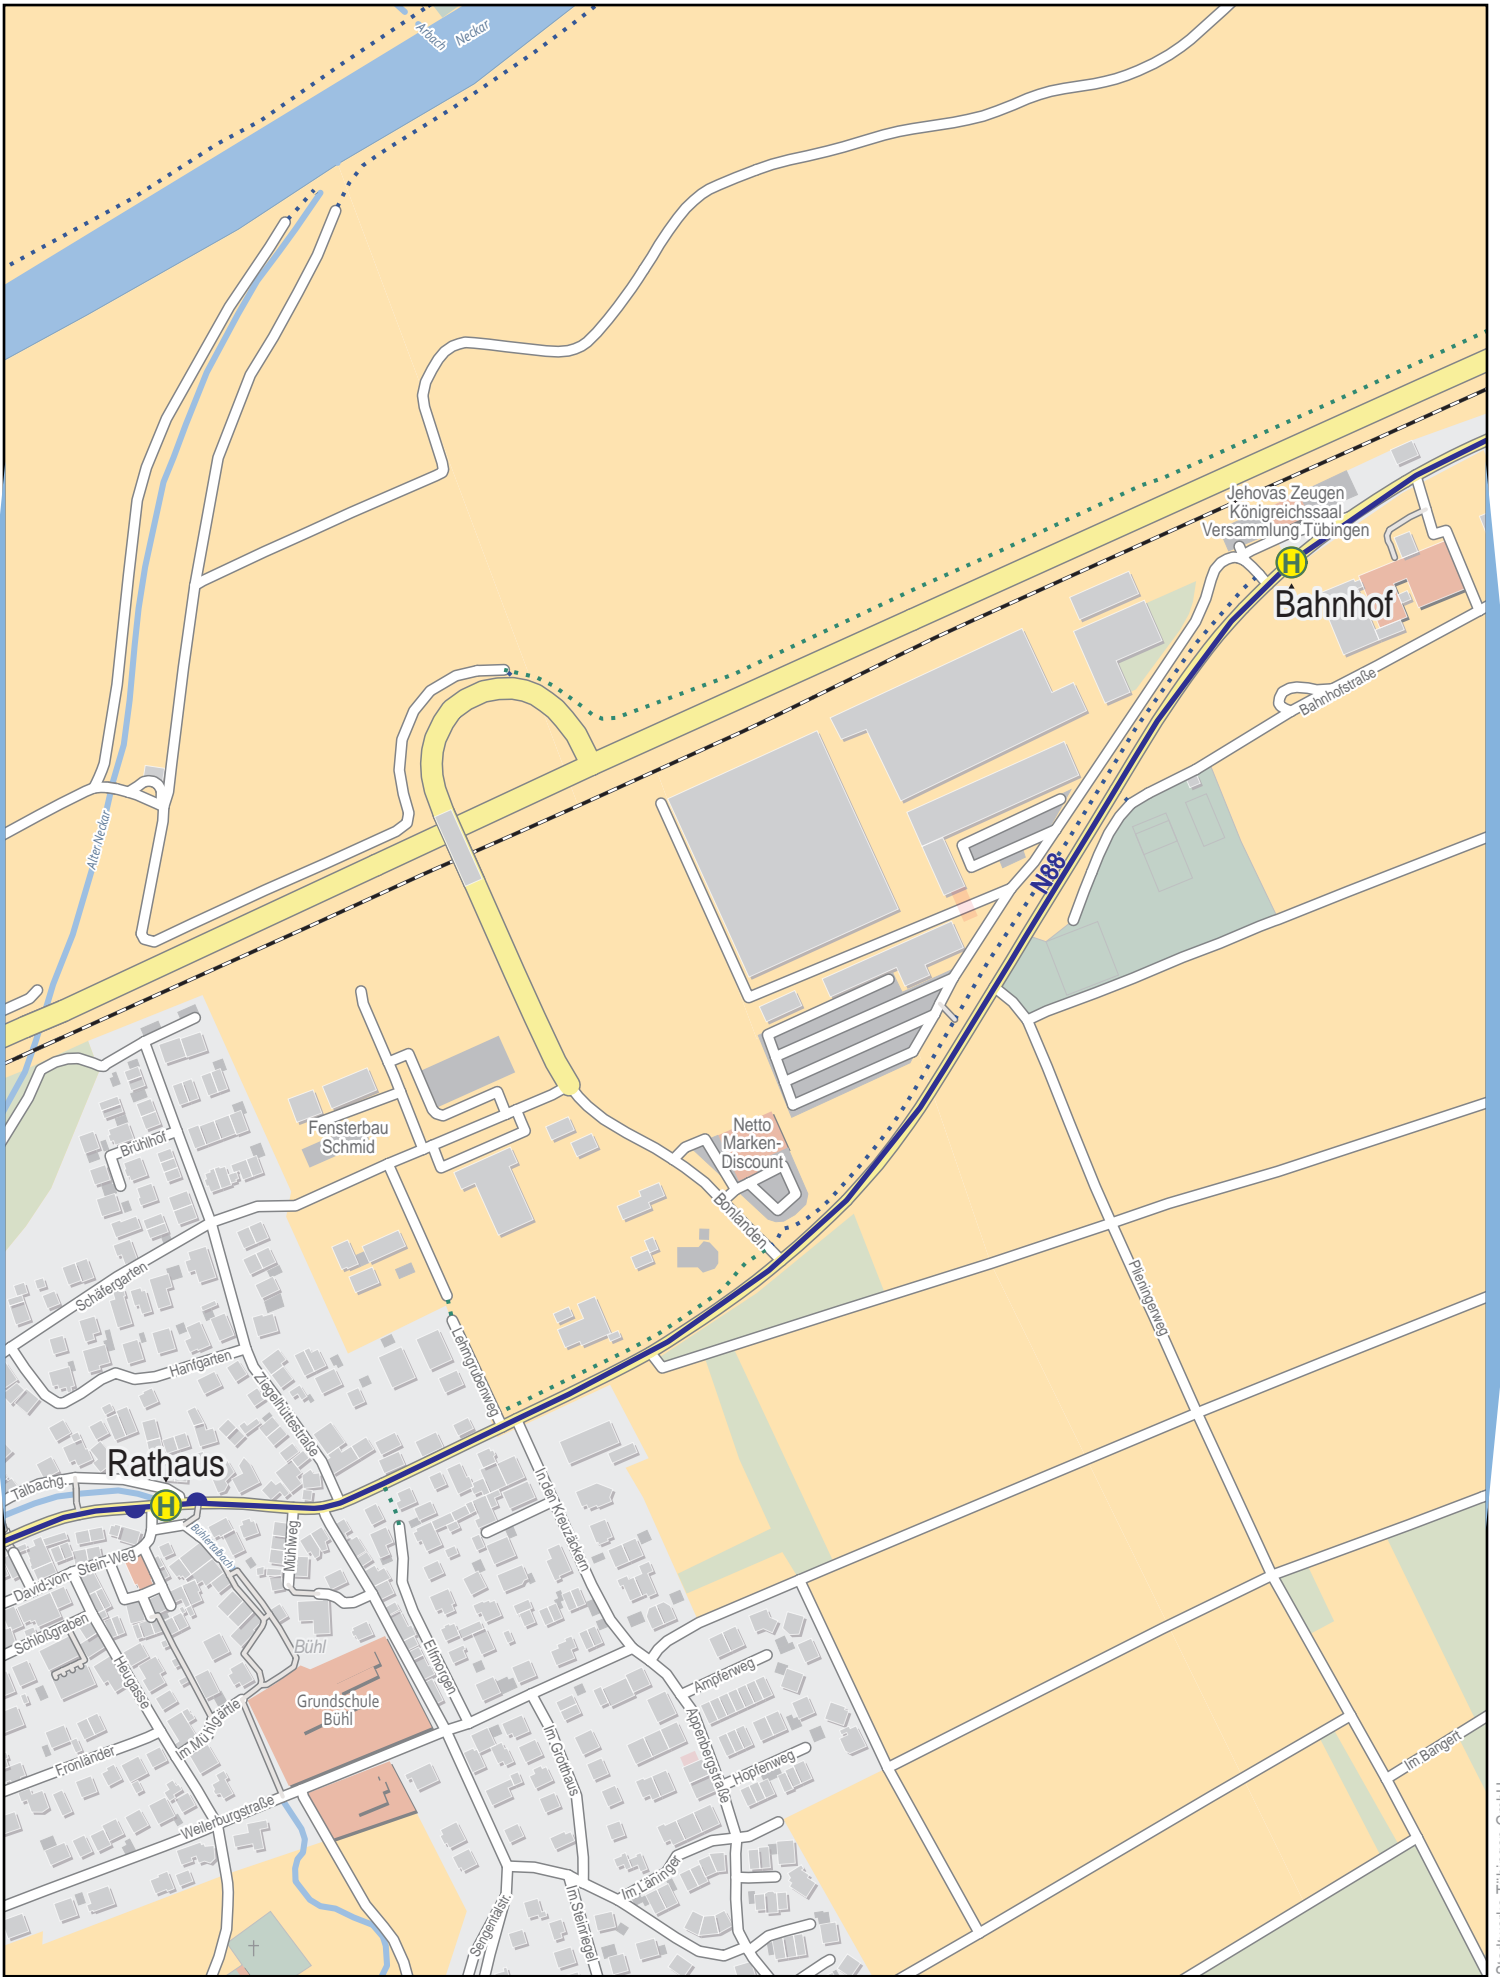 Arbach
Neckar
Jehovas Zeugen
Königreichssaal
Versammlung Tübingen
H
Bahnhof
Bahnhofstraße
Alter Neckar
N88
Brühlhof
Fensterbau
Schmid
Netto
Marken-
Discount
Bonlanden
Schäfergarten
Plieningerweg
Hanfgarten
Ziegelhüttestraße
Lehmgrubenweg
Rathaus
H
Talbachg.
In den Kreuzäckern
Bühlertalbach
Mühlweg
David-von-Stein-Weg
Schloßgraben
Bühl
Heugasse
Ellmorgen
Grundschule
Bühl
Ampferweg
Im Mühlgärtle
Appenbergstraße
Im Grotthaus
Fronländer
Hopfenweg
Im Bangert
Weilerburgstraße
Im Läninger
Sengentalstr.
Im Steinriegel